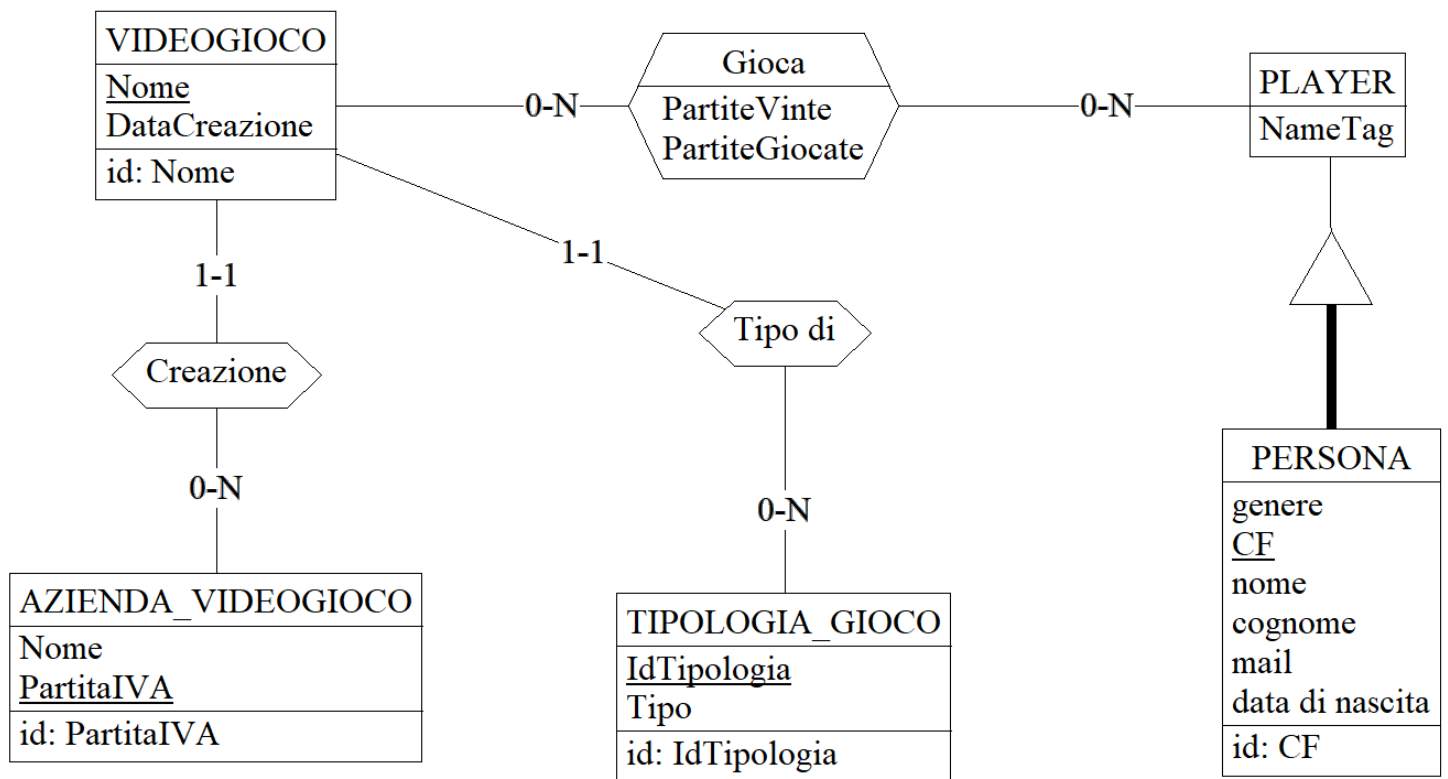 VIDEOGIOCO
Nome
DataCreazione
id: Nome
0-N
Gioca
PartiteVinte
PartiteGiocate
0-N
PLAYER
NameTag
1-1
1-1
Creazione
Tipo di
0-N
0-N
AZIENDA_VIDEOGIOCO
Nome
PartitaIVA
id: PartitaIVA
TIPOLOGIA_GIOCO
IdTipologia
Tipo
id: IdTipologia
PERSONA
genere
CF
nome
cognome
mail
data di nascita
id: CF